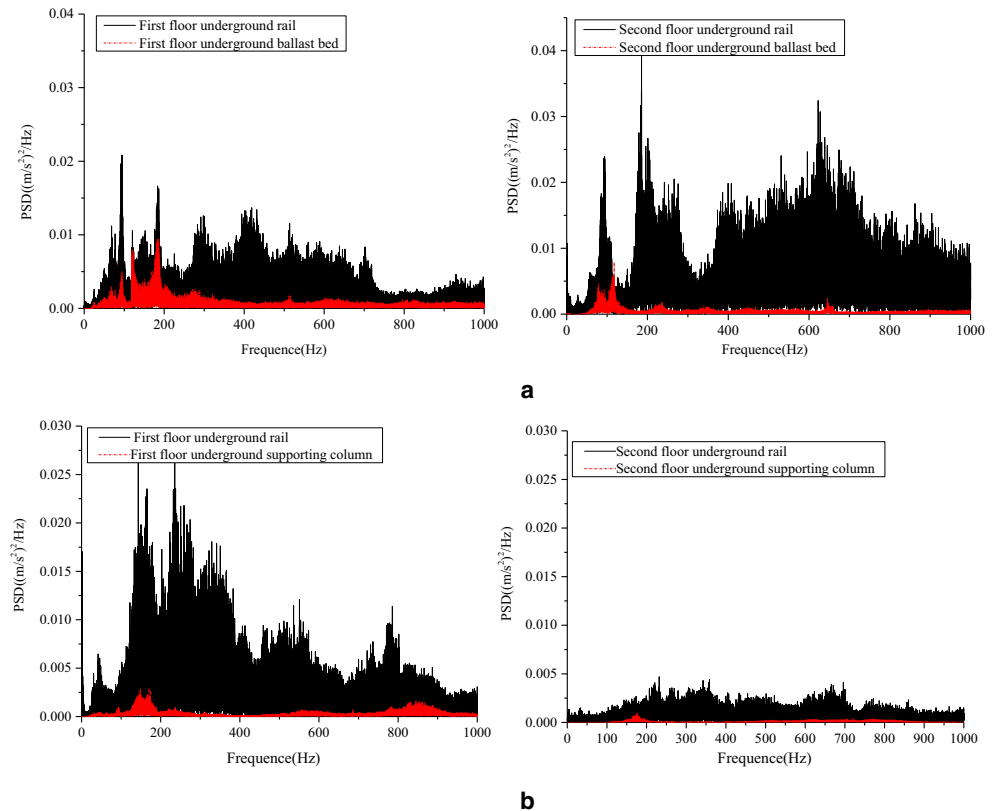 First floor underground rail
First floor underground ballast bed
0.04
0.03
0.02
0.01
0.00
PSD((m/s²)²/Hz)
0 200 400 600 800 1000
Frequence(Hz)
Second floor underground rail
Second floor underground ballast bed
0.04
0.03
0.02
0.01
0.00
PSD((m/s²)²/Hz)
0 200 400 600 800 1000
Frequence(Hz)
a
First floor underground rail
First floor underground supporting column
0.030
0.025
0.020
0.015
0.010
0.005
0.000
PSD((m/s²)²/Hz)
0 200 400 600 800 1000
Frequence(Hz)
Second floor underground rail
Second floor underground supporting column
0.030
0.025
0.020
0.015
0.010
0.005
0.000
PSD((m/s²)²/Hz)
0 100 200 300 400 500 600 700 800 900 1000
Frequence(Hz)
b